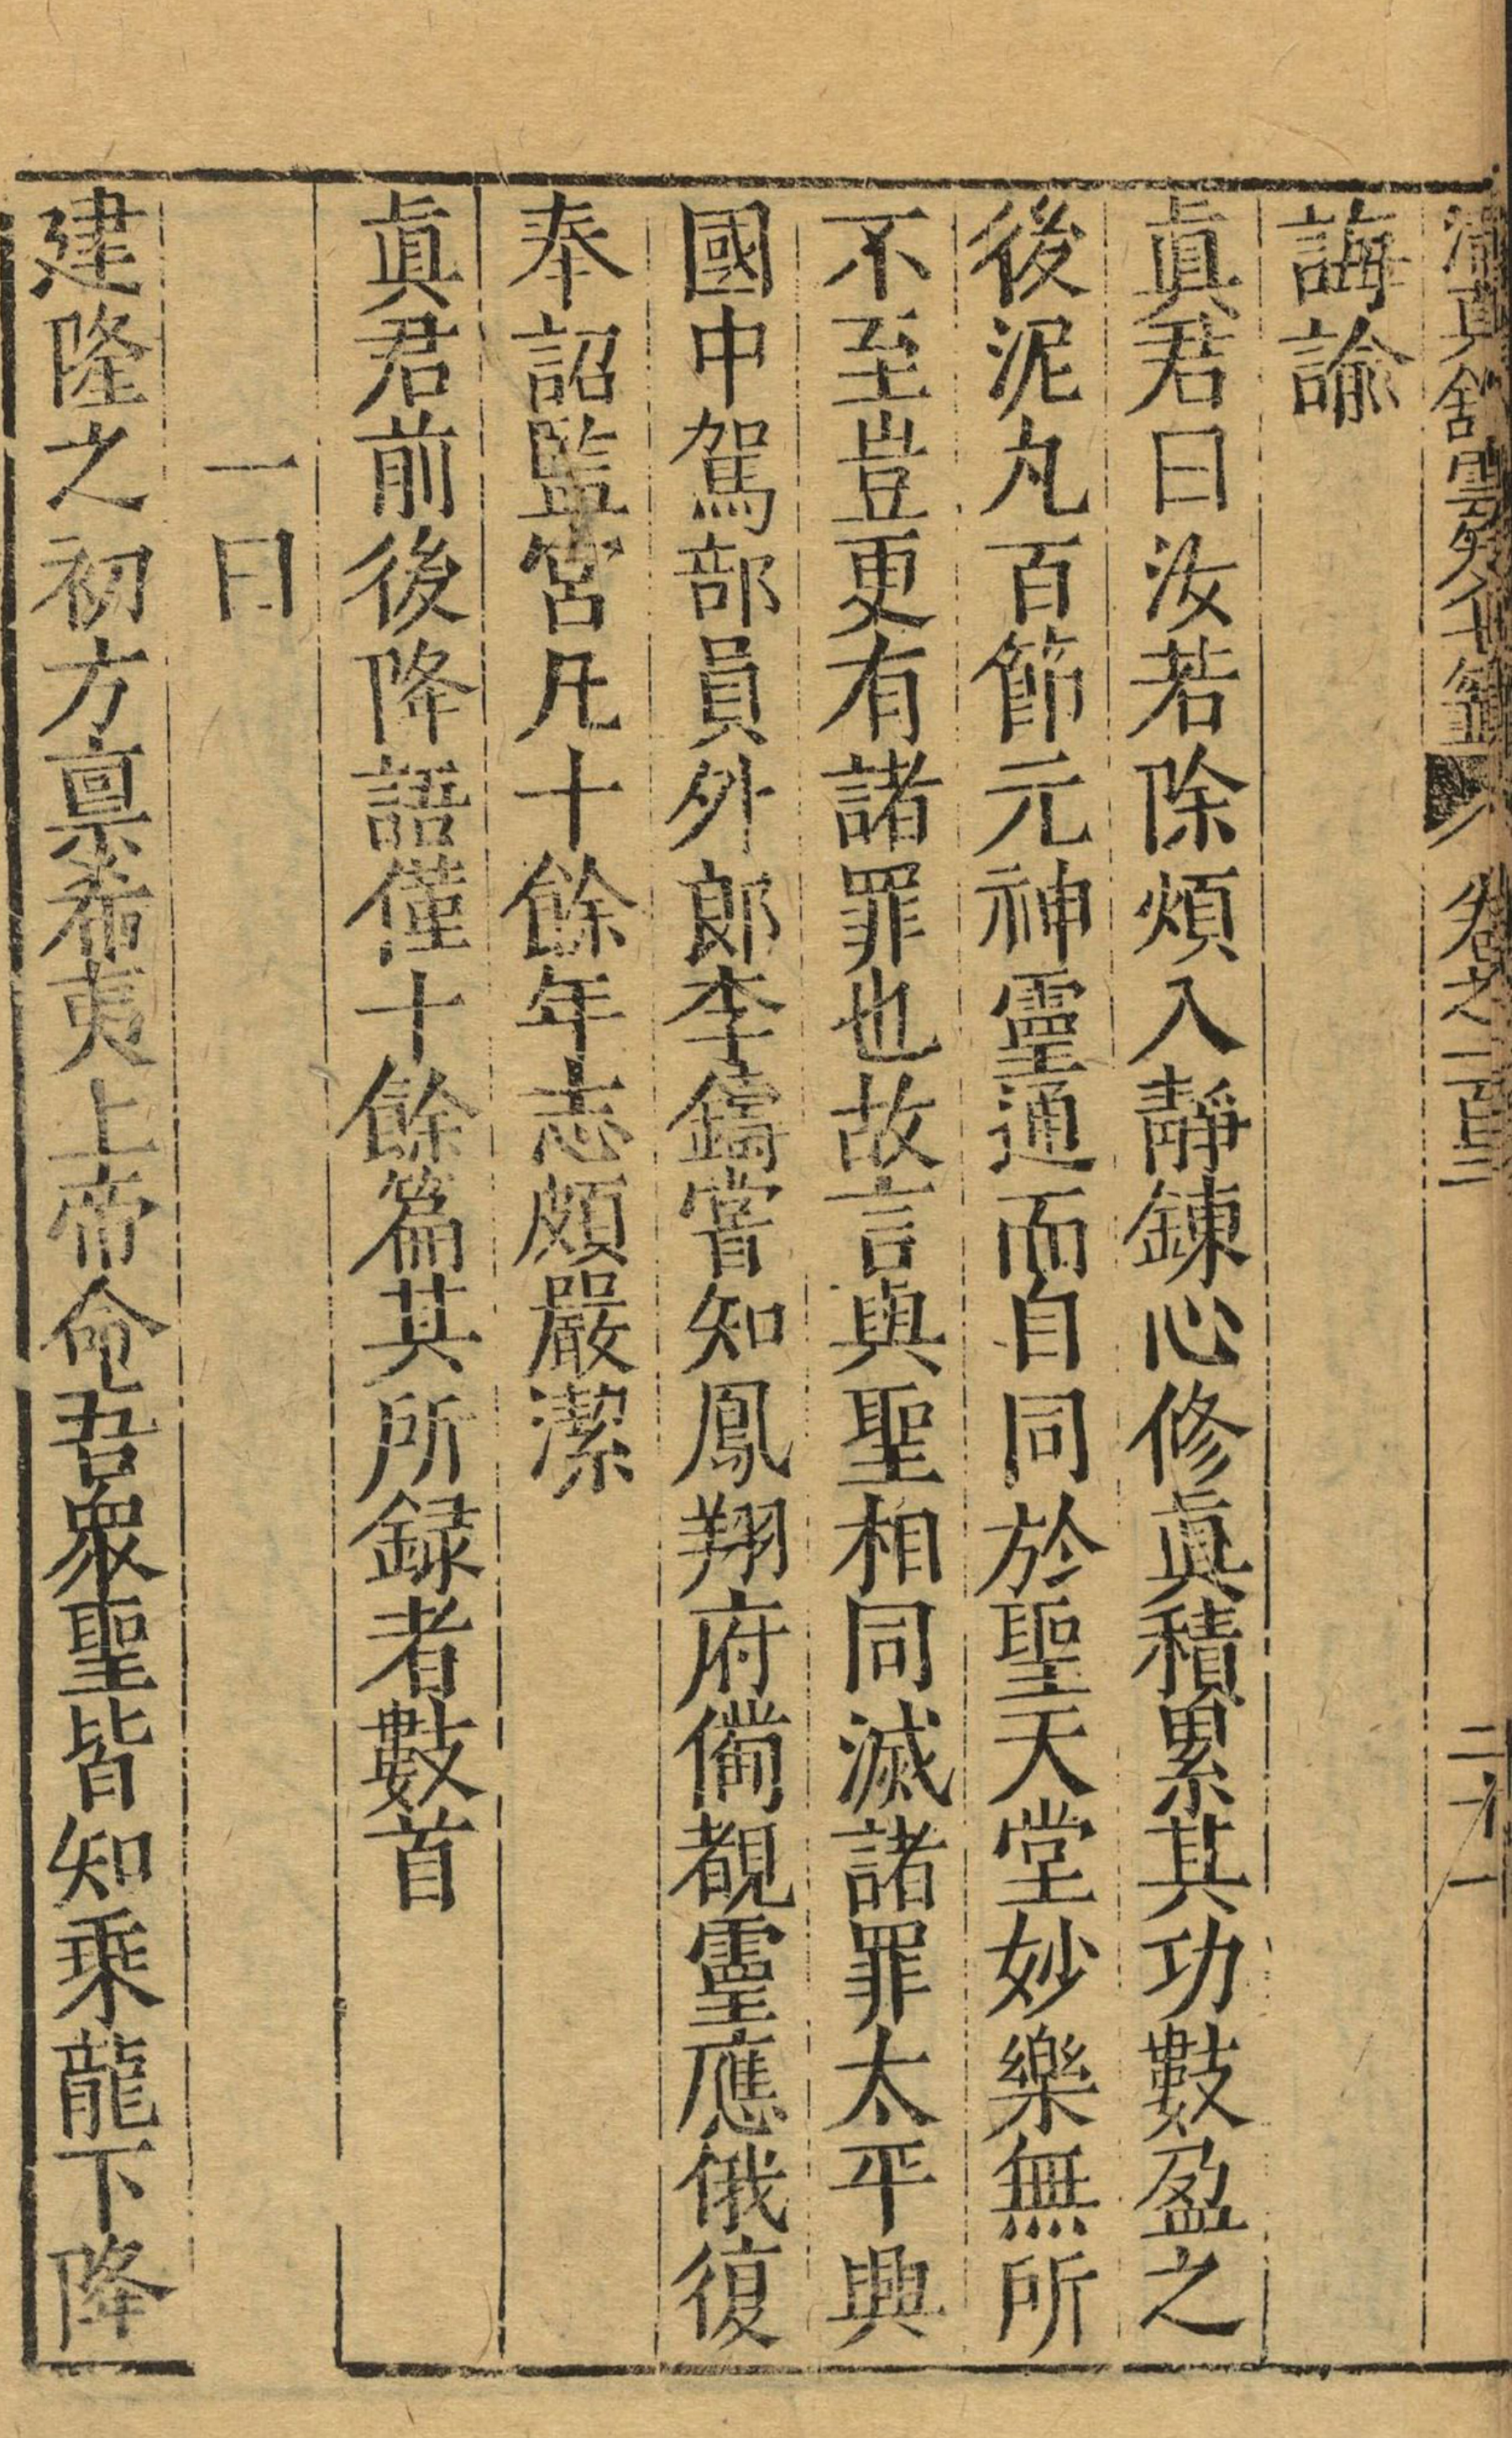 清真舘雲笈七籤 卷之一百三 二十一
誨諭
眞君曰汝若除煩入靜鍊心修眞積累其功數盈之
後泥丸百節元神靈通而自同於聖天堂妙樂無所
不至豈更有諸罪也故言與聖相同滅諸罪太平興
國中駕部員外郎李鑄嘗知鳳翔府備覩靈應俄復
奉詔監宮凡十餘年志頗嚴潔
眞君前後降語僅十餘篇其所録者數首
一曰
建隆之初方稟希夷上帝命吾衆聖皆知乘龍下降